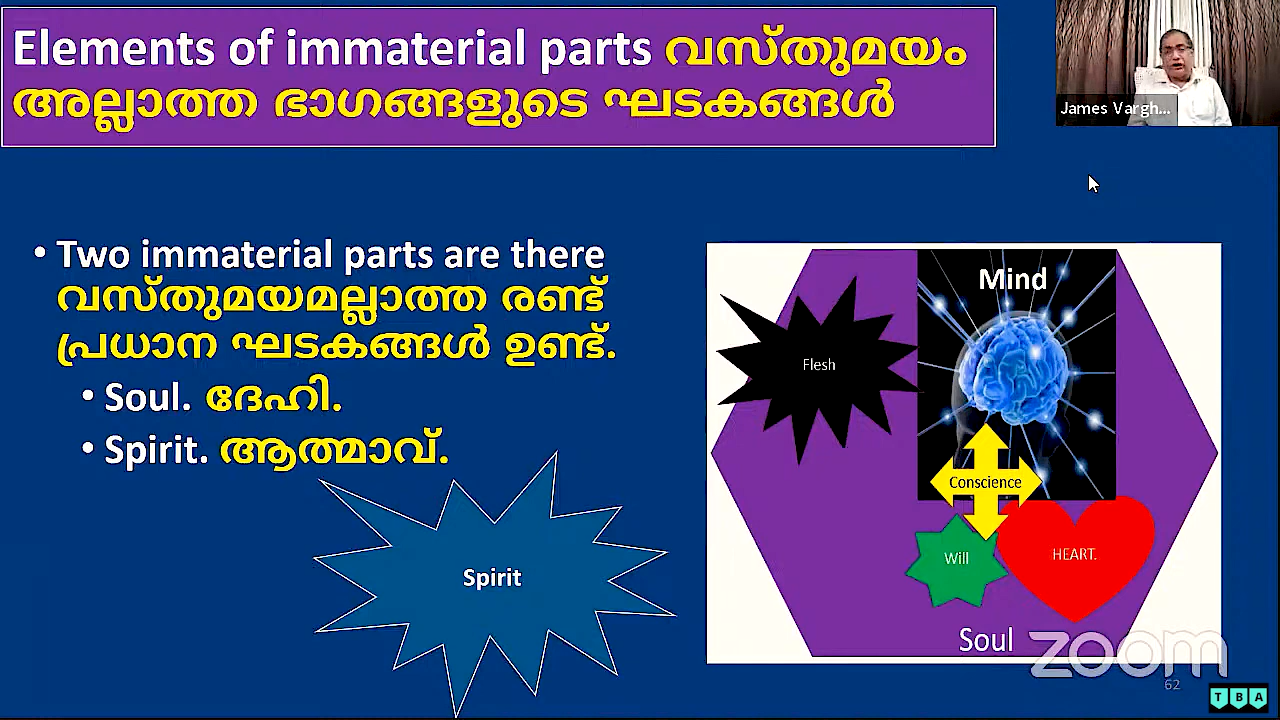 Elements of immaterial parts വസ്തുമയം
അല്ലാത്ത ഭാഗങ്ങളുടെ ഘടകങ്ങൾ
James Vargh...
• Two immaterial parts are there
വസ്തുമയമല്ലാത്ത രണ്ട്
പ്രധാന ഘടകങ്ങൾ ഉണ്ട്.
• Soul. ദേഹി.
• Spirit. ആത്മാവ്.
Spirit
Mind
Flesh
Conscience
Will
HEART.
Soul
zoom
62
T B A